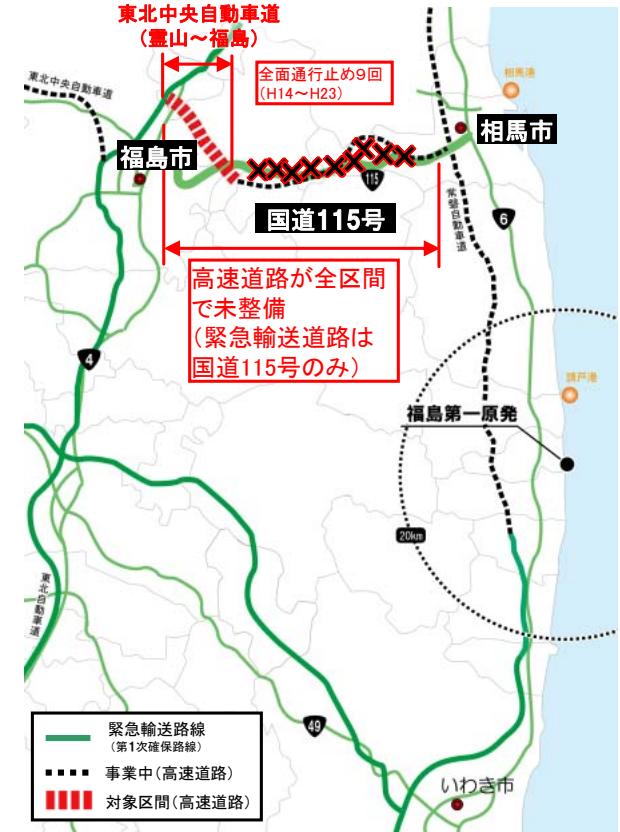 東北中央自動車道
（霊山～福島）
全面通行止め9回
（H14～H23）
東北中央自動車道
相馬港
相馬市
福島市
115
国道115号
常磐自動車道
6
高速道路が全区間
で未整備
（緊急輸送道路は
国道115号のみ）
4
請戸港
福島第一原発
20km
東北自動車道
49
いわき市
緊急輸送路線
（第1次確保路線）
事業中（高速道路）
対象区間（高速道路）